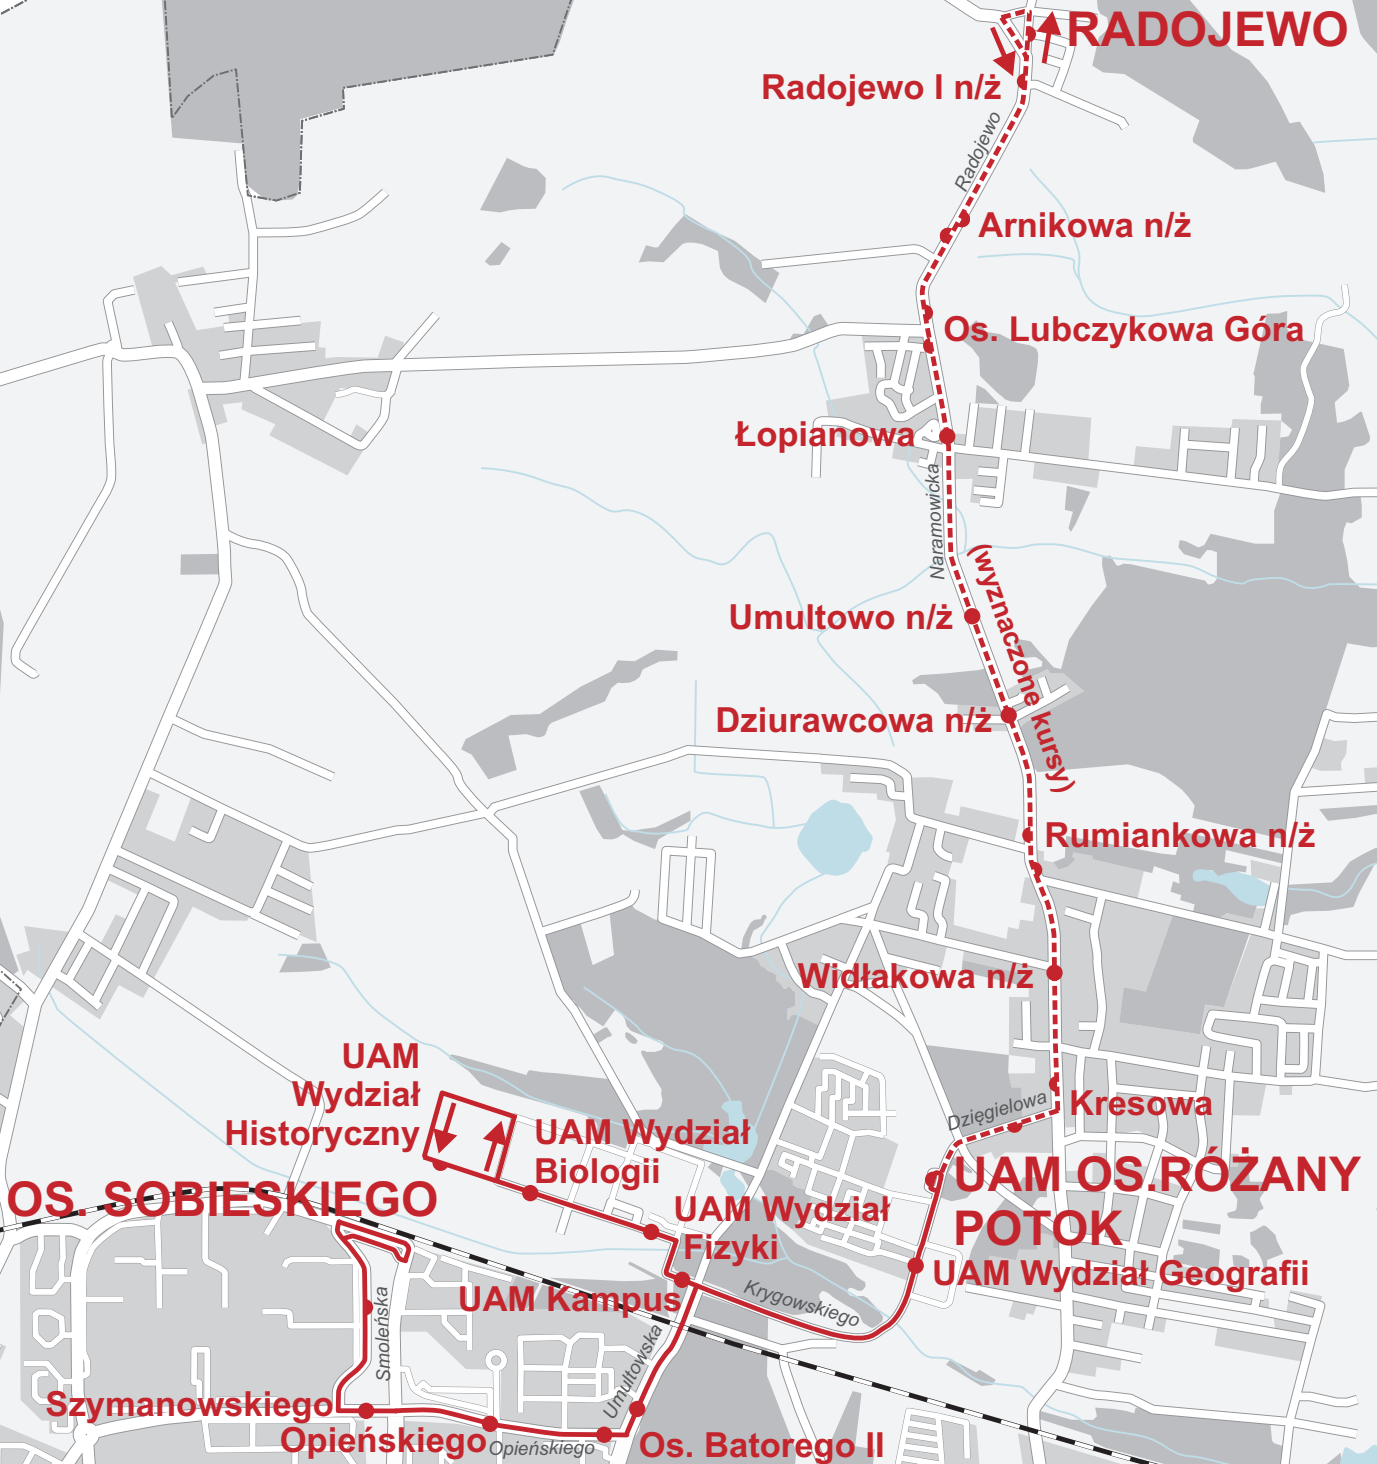 RADOJEWO
Radojewo I n/ż
Radojewo
Arnikowa n/ż
Os. Lubczykowa Góra
Łopianowa
Naramowicka
(wyznaczone kursy)
Umultowo n/ż
Dziurawcowa n/ż
Rumiankowa n/ż
Widłakowa n/ż
Kresowa
Dzięgielowa
UAM
Wydział
Historyczny
UAM Wydział
Biologii
UAM OS.RÓŻANY
POTOK
OS. SOBIESKIEGO
UAM Wydział
Fizyki
UAM Wydział Geografii
UAM Kampus
Krygowskiego
Smoleńska
Umultowska
Szymanowskiego
Opieńskiego
Opieńskiego
Os. Batorego II